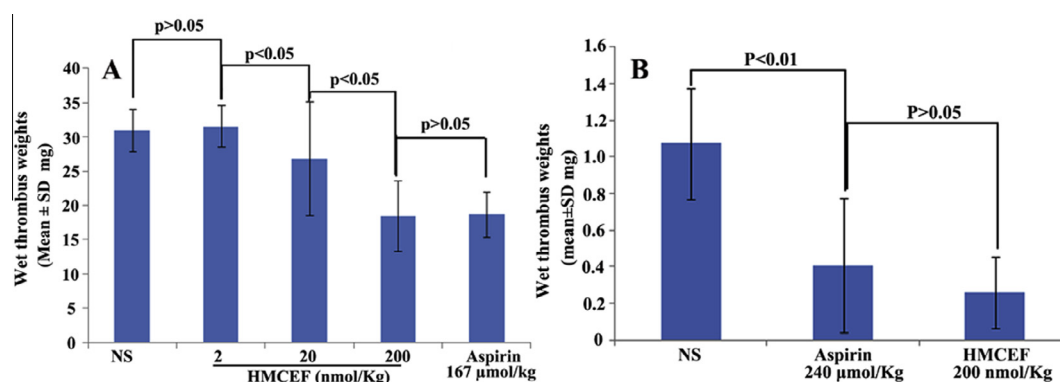 A
p>0.05
p<0.05
p<0.05
p>0.05
Wet thrombus weights
(Mean ± SD mg)
40
35
30
25
20
15
10
5
0
NS
2
20
200
Aspirin
HMCEF (nmol/Kg)
167 µmol/kg
B
P<0.01
P>0.05
Wet thrombus weights
(mean±SD mg)
1.6
1.4
1.2
1.0
0.8
0.6
0.4
0.2
0
NS
Aspirin
240 µmol/Kg
HMCEF
200 nmol/Kg